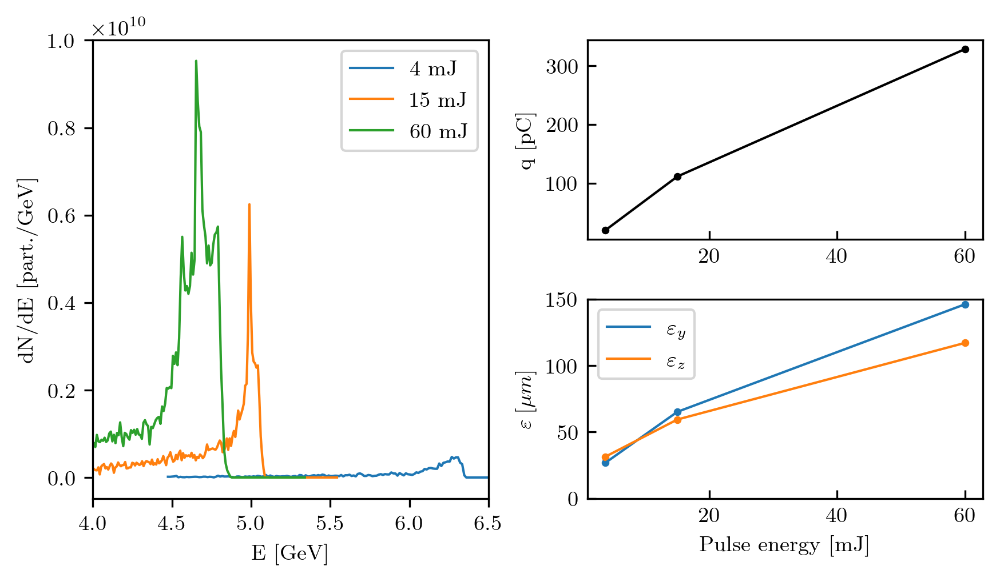 ×10¹⁰
1.0
0.8
0.6
0.4
0.2
0.0
dN/dE [part./GeV]
4.0 4.5 5.0 5.5 6.0 6.5
E [GeV]
4 mJ
15 mJ
60 mJ
300
200
100
q [pC]
20 40 60
150
100
50
0
ε [μm]
ε_y
ε_z
20 40 60
Pulse energy [mJ]